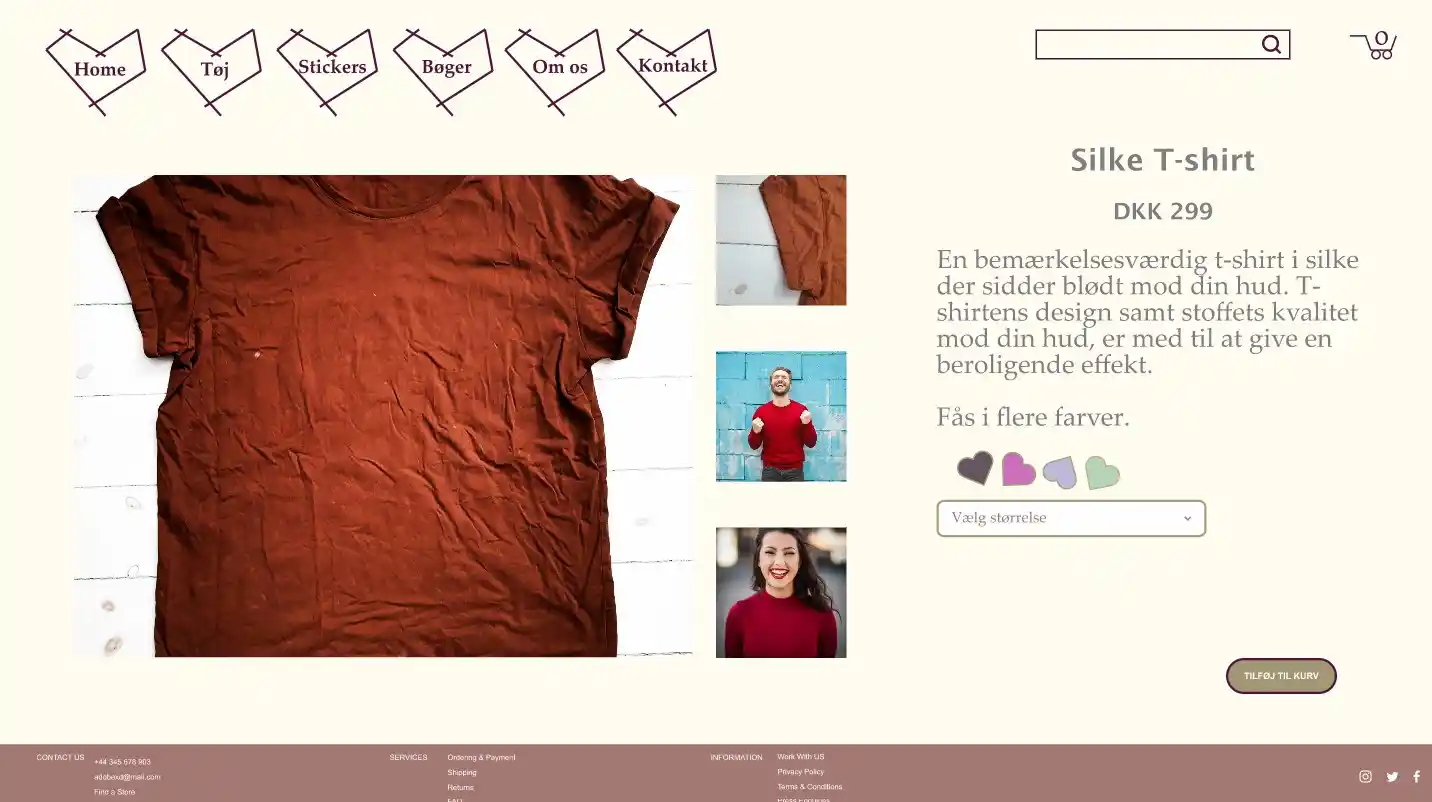 Home
Tøj
Stickers
Bøger
Om os
Kontakt
0
Silke T-shirt
DKK 299
En bemærkelsesværdig t-shirt i silke
der sidder blødt mod din hud. T-
shirtens design samt stoffets kvalitet
mod din hud, er med til at give en
beroligende effekt.
Fås i flere farver.
Vælg størrelse
TILFØJ TIL KURV
CONTACT US
+44 345 678 903
adobexd@mail.com
Find a Store
SERVICES
Ordering & Payment
Shipping
Returns
FAQ
INFORMATION
Work With US
Privacy Policy
Terms & Conditions
Press Enquiries